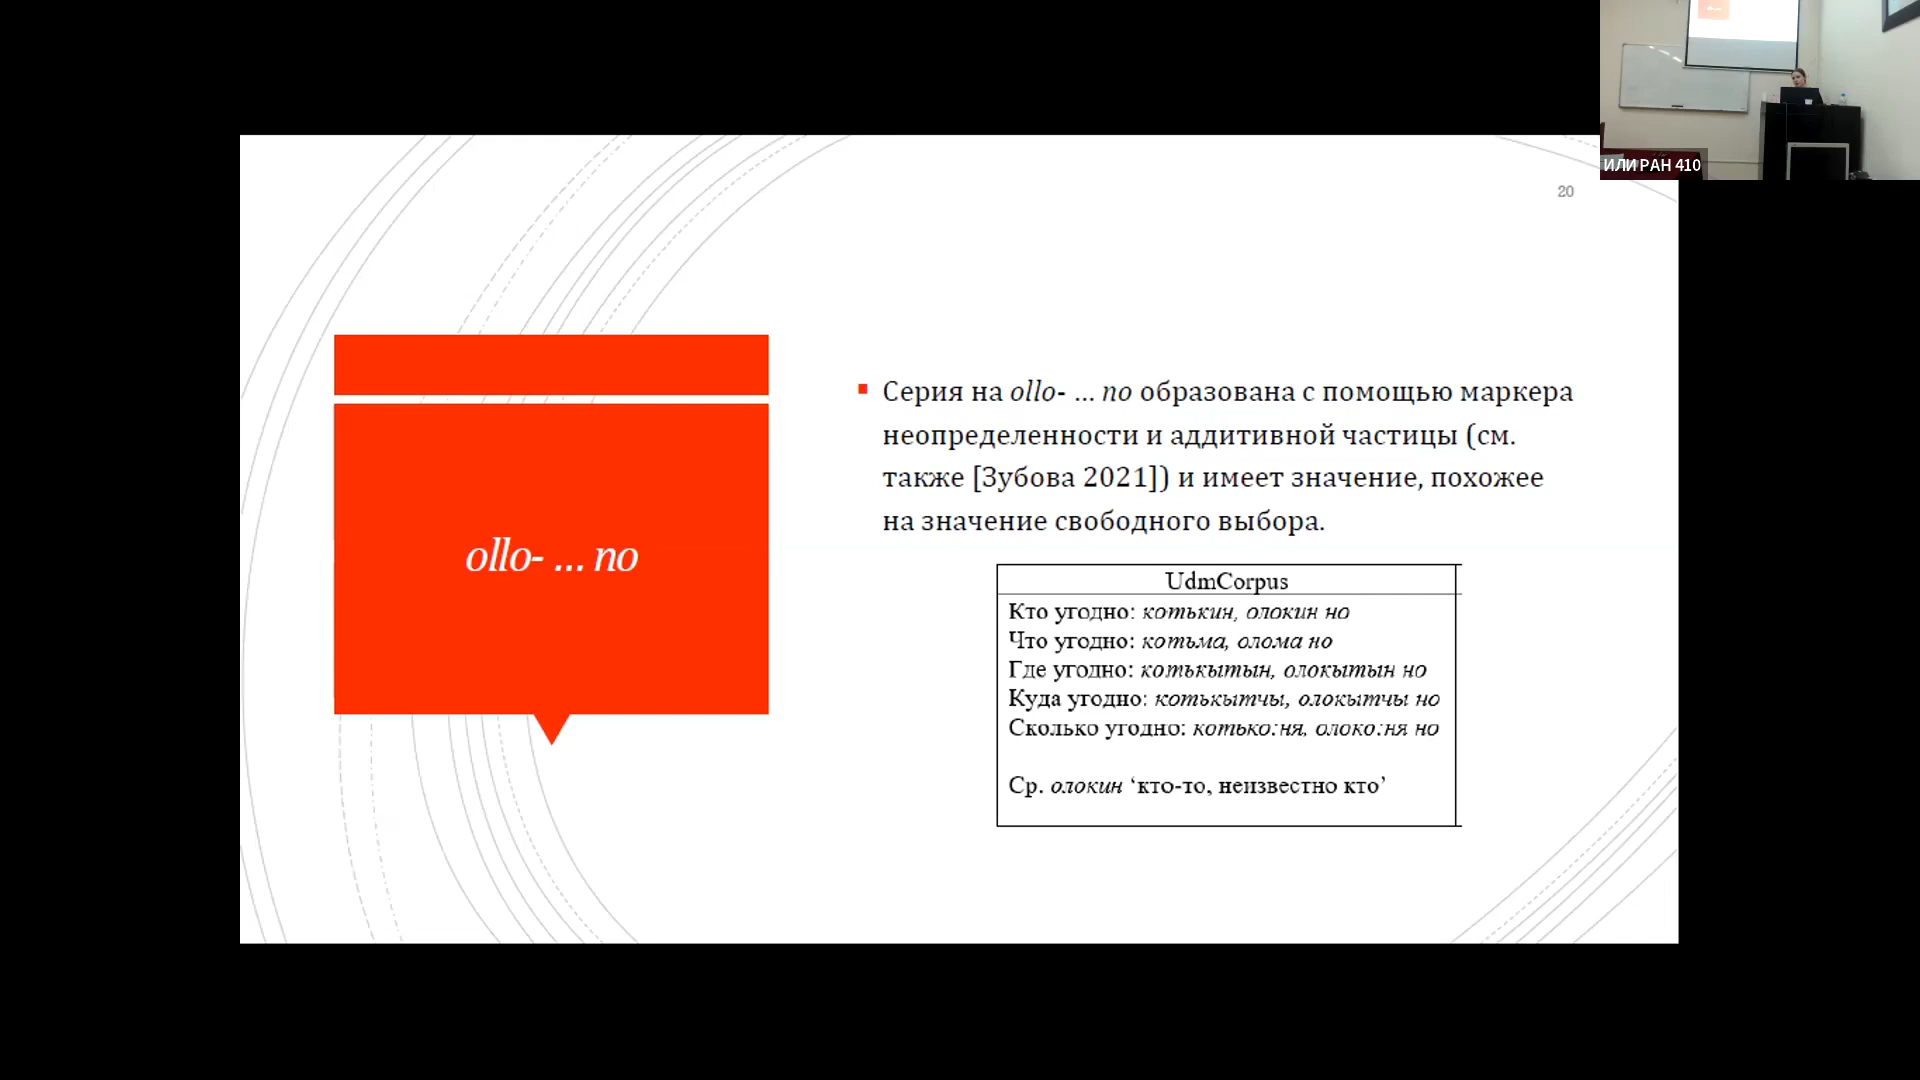 ИЛИ РАН 410
20
ollo- ... no
Серия на ollo- ... no образована с помощью маркера
неопределенности и аддитивной частицы (см.
также [Зубова 2021]) и имеет значение, похожее
на значение свободного выбора.
UdmCorpus
Кто угодно: котькин, олокин но
Что угодно: котьма, олома но
Где угодно: котькытын, олокытын но
Куда угодно: котькытчы, олокытчы но
Сколько угодно: котько:ня, олоко:ня но
Ср. олокин ‘кто-то, неизвестно кто’